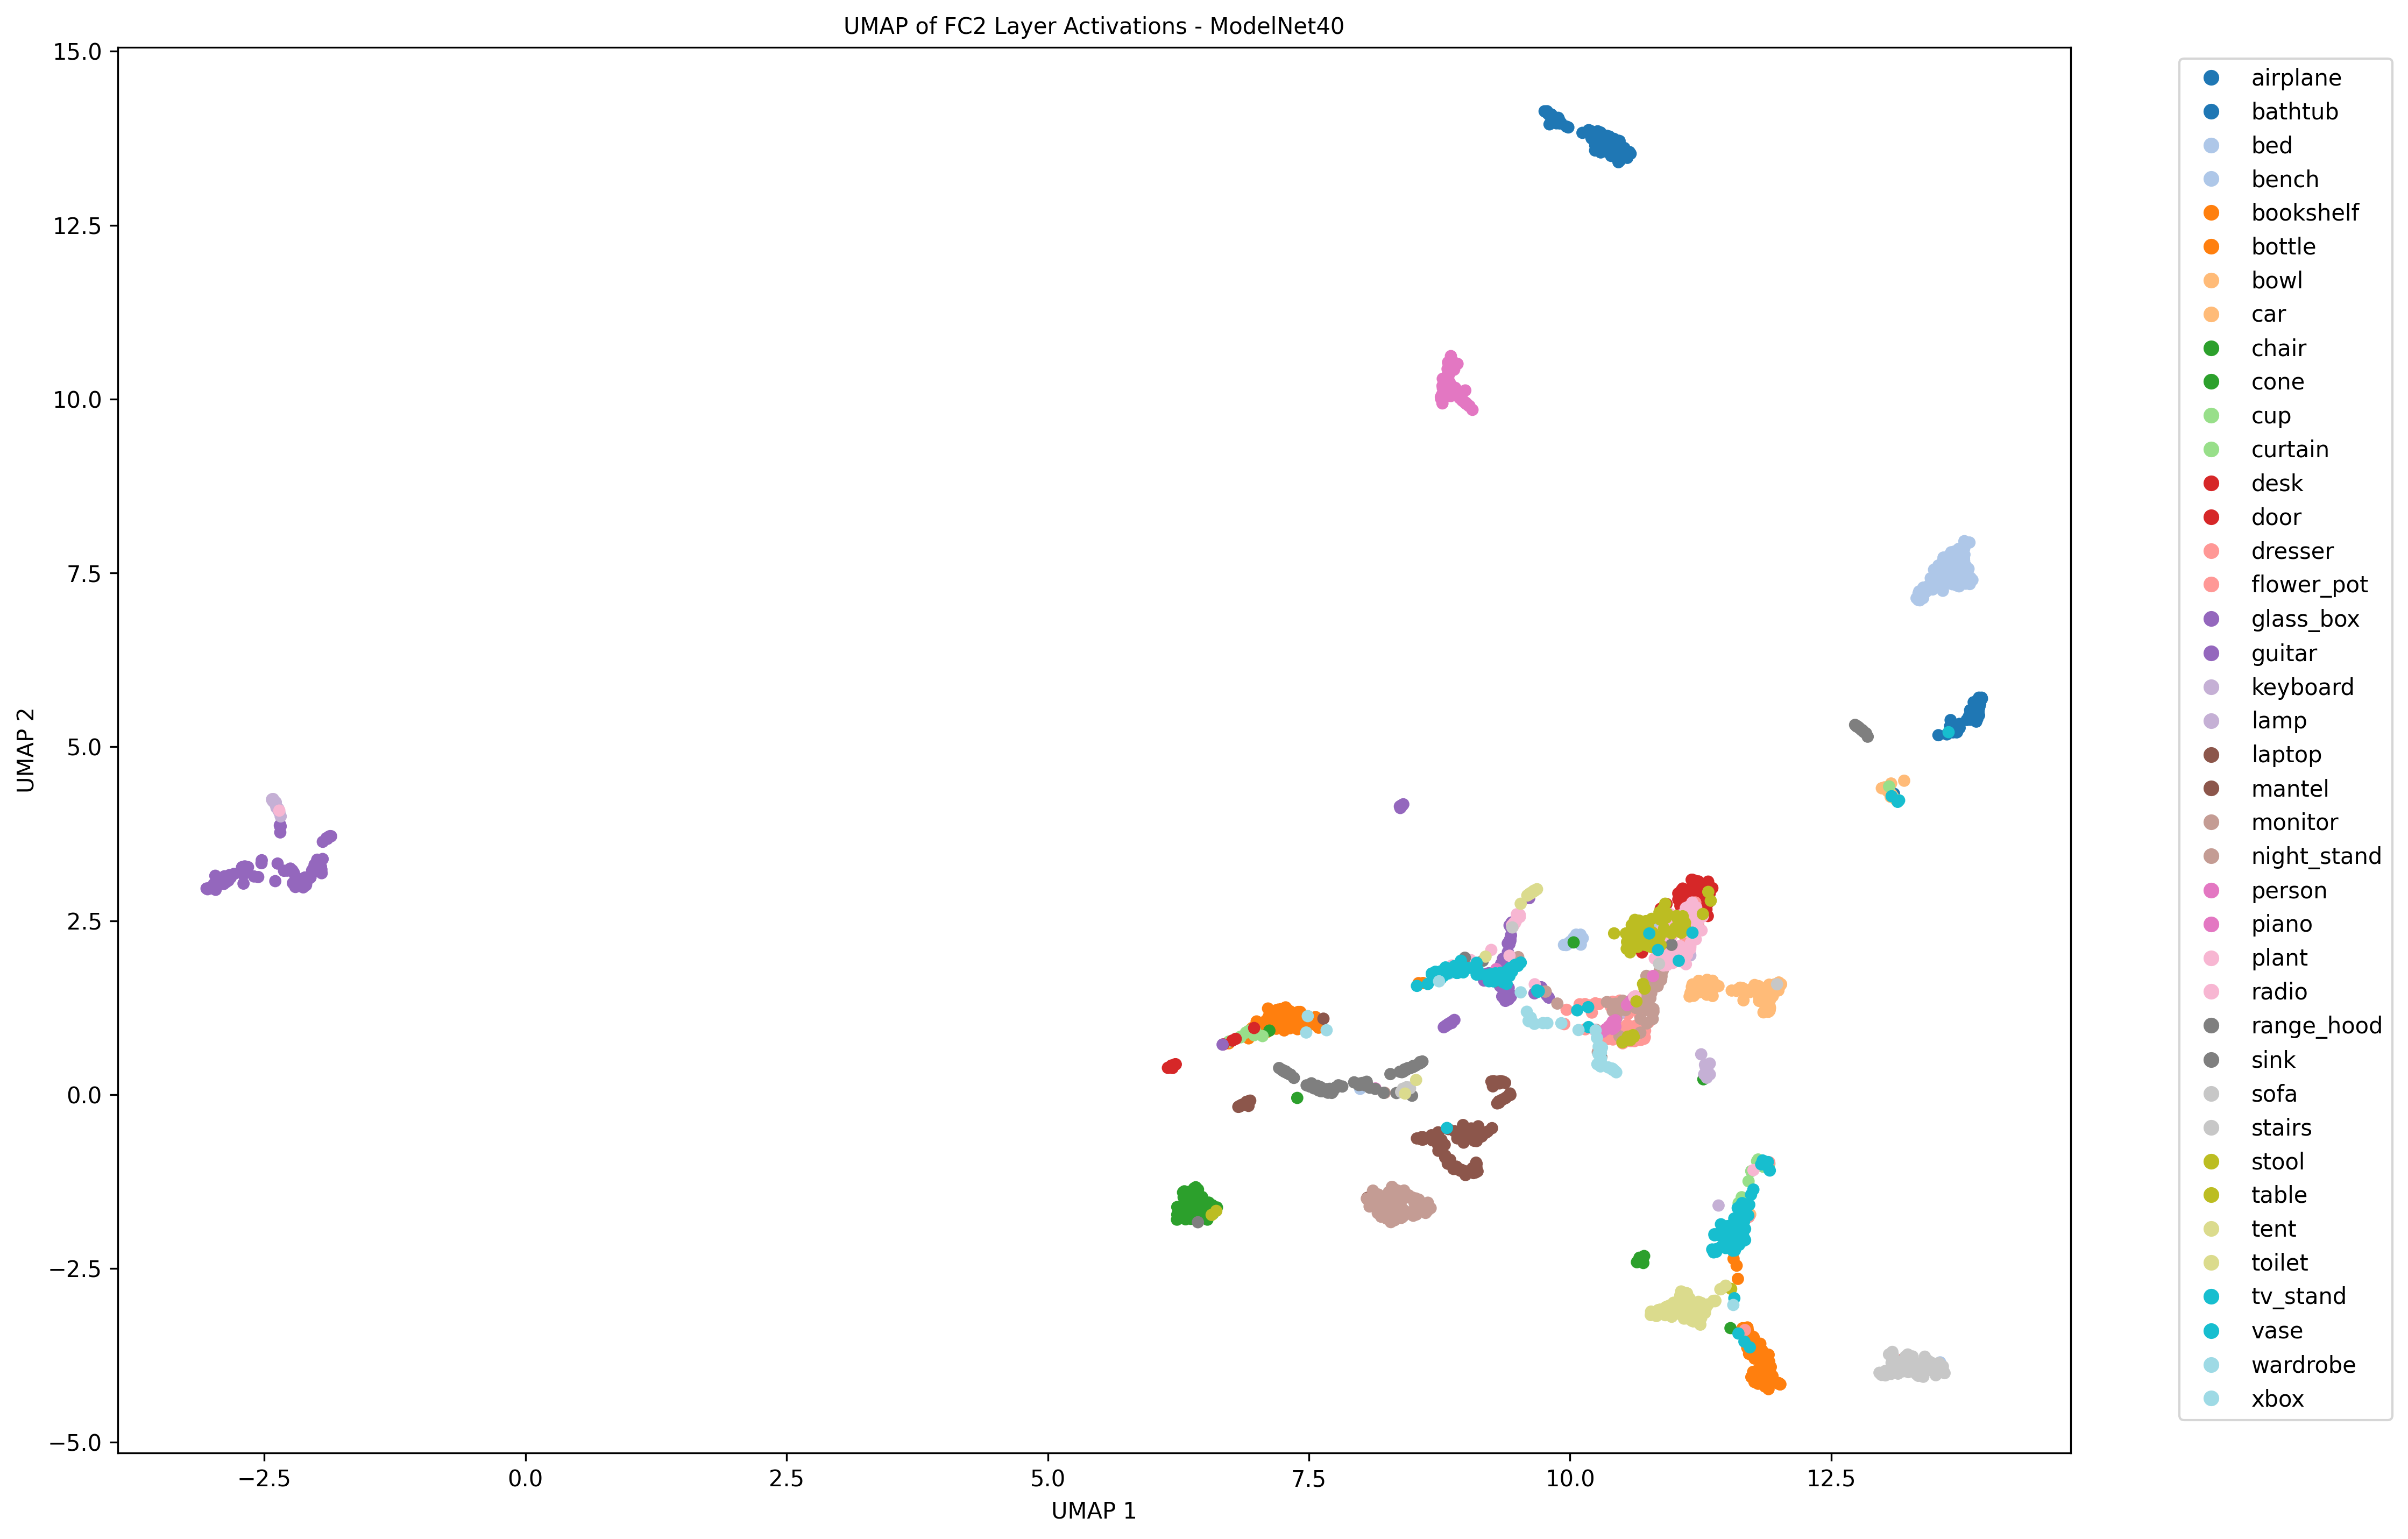 UMAP of FC2 Layer Activations - ModelNet40
15.0
12.5
10.0
7.5
5.0
2.5
0.0
−2.5
−5.0
UMAP 2
−2.5
0.0
2.5
5.0
7.5
10.0
12.5
UMAP 1
airplane
bathtub
bed
bench
bookshelf
bottle
bowl
car
chair
cone
cup
curtain
desk
door
dresser
flower_pot
glass_box
guitar
keyboard
lamp
laptop
mantel
monitor
night_stand
person
piano
plant
radio
range_hood
sink
sofa
stairs
stool
table
tent
toilet
tv_stand
vase
wardrobe
xbox